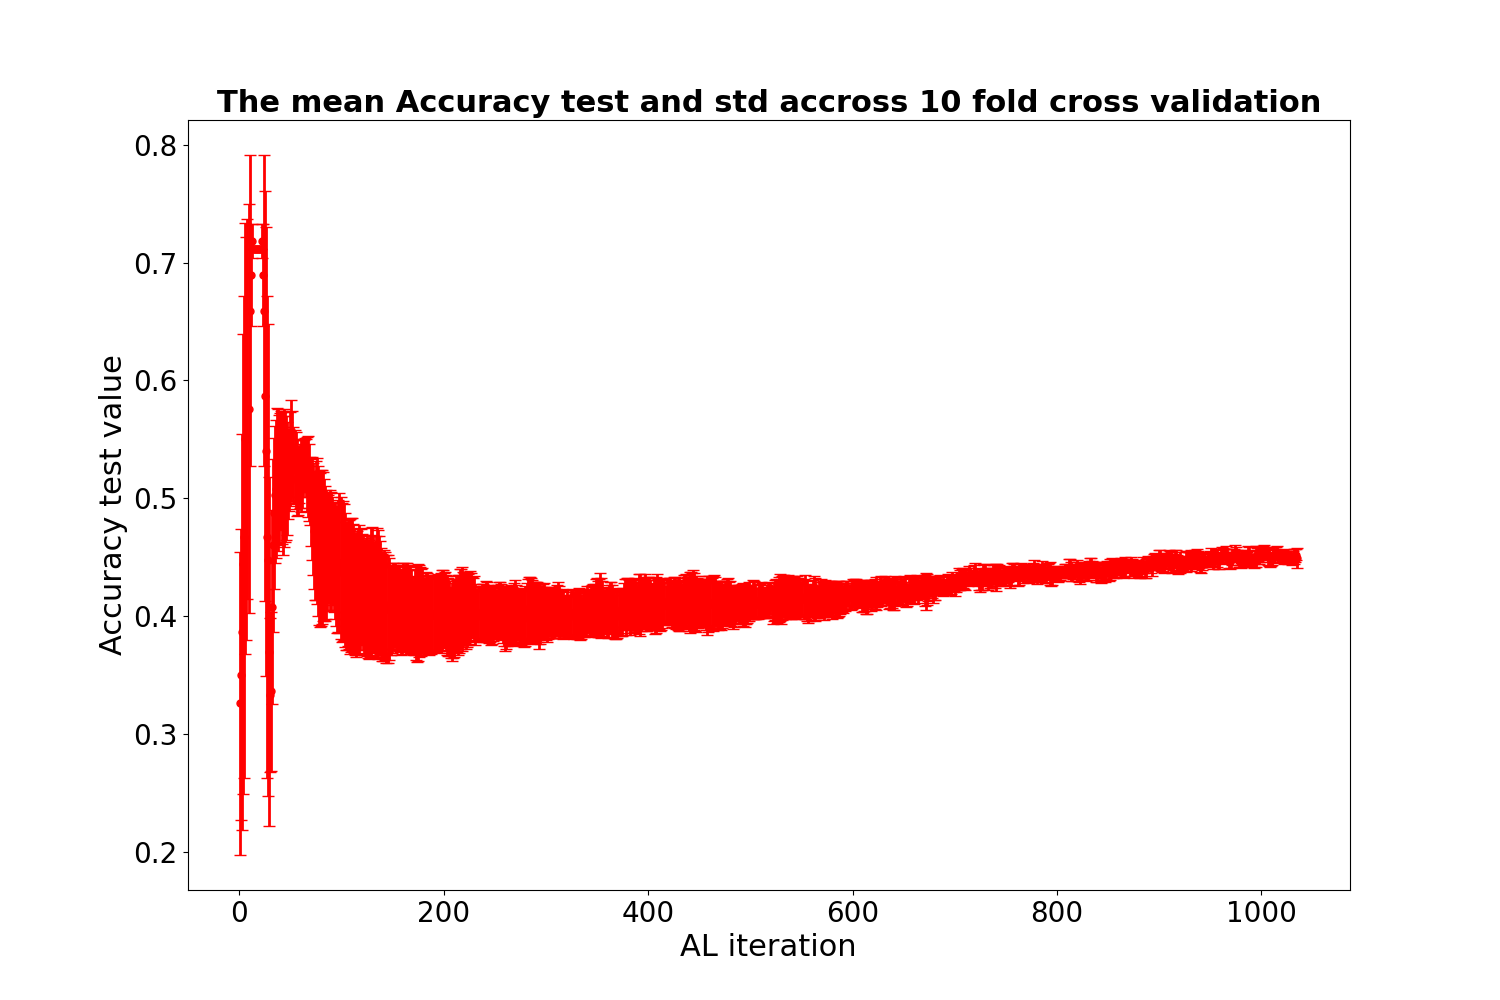 The mean Accuracy test and std accross 10 fold cross validation
0.8
0.7
0.6
0.5
0.4
0.3
0.2
Accuracy test value
0 200 400 600 800 1000
AL iteration